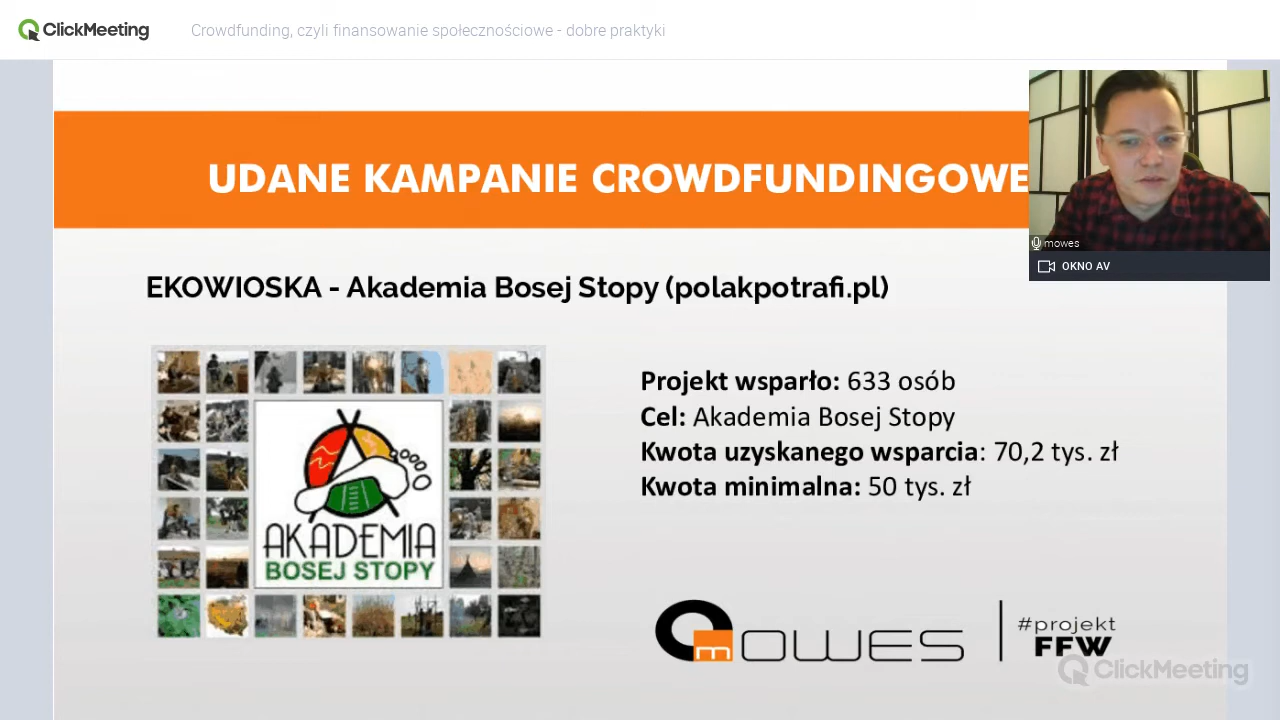 ClickMeeting
Crowdfunding, czyli finansowanie społecznościowe - dobre praktyki
UDANE KAMPANIE CROWDFUNDINGOWE
mowes
OKNO AV
EKOWIOSKA - Akademia Bosej Stopy (polakpotrafi.pl)
AKADEMIA
BOSEJ STOPY
Projekt wsparło: 633 osób
Cel: Akademia Bosej Stopy
Kwota uzyskanego wsparcia: 70,2 tys. zł
Kwota minimalna: 50 tys. zł
m OWES
#projekt
FFW
ClickMeeting